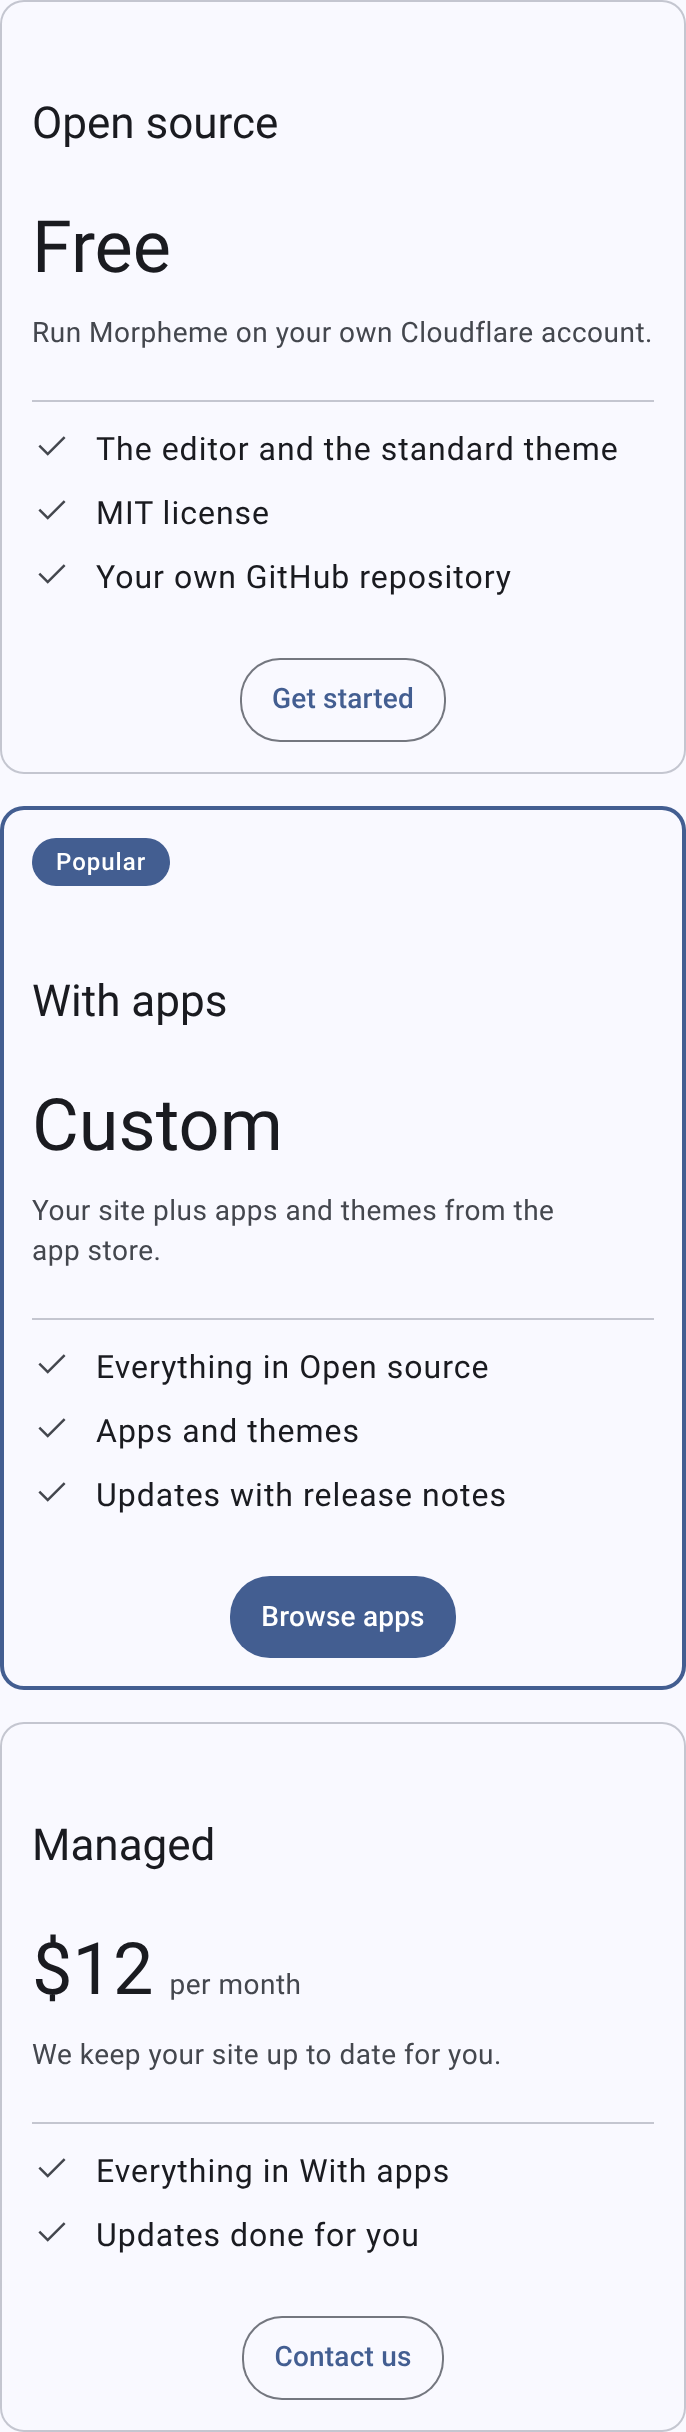 Open source
Free
Run Morpheme on your own Cloudflare account.
The editor and the standard theme
MIT license
Your own GitHub repository
Get started
Popular
With apps
Custom
Your site plus apps and themes from the
app store.
Everything in Open source
Apps and themes
Updates with release notes
Browse apps
Managed
$12 per month
We keep your site up to date for you.
Everything in With apps
Updates done for you
Contact us